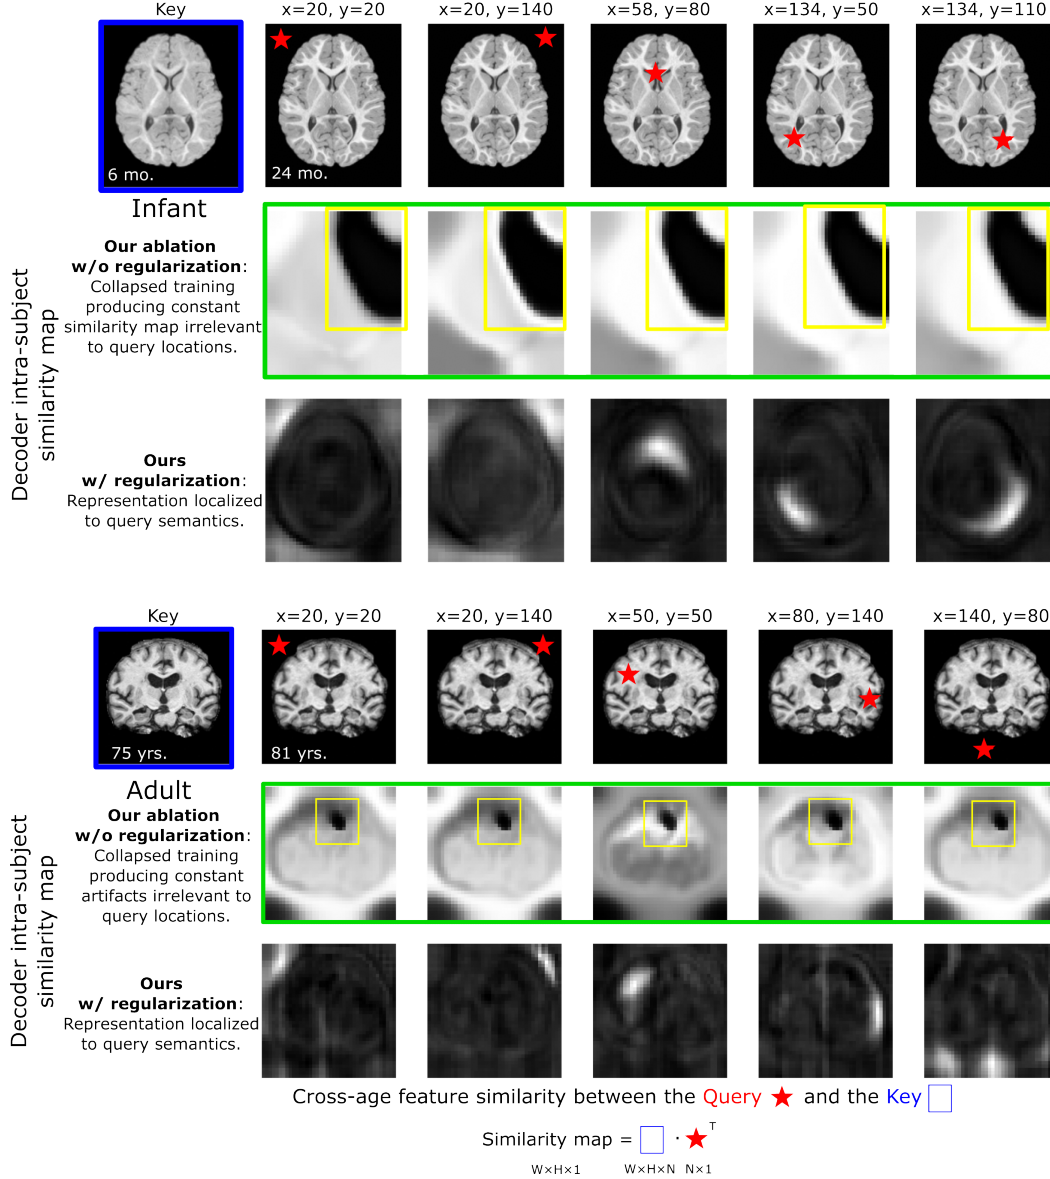 Key
x=20, y=20
x=20, y=140
x=58, y=80
x=134, y=50
x=134, y=110
6 mo.
24 mo.
Infant
Decoder intra-subject
similarity map
Our ablation
w/o regularization:
Collapsed training
producing constant
similarity map irrelevant
to query locations.
Ours
w/ regularization:
Representation localized
to query semantics.
Key
x=20, y=20
x=20, y=140
x=50, y=50
x=80, y=140
x=140, y=80
75 yrs.
81 yrs.
Adult
Decoder intra-subject
similarity map
Our ablation
w/o regularization:
Collapsed training
producing constant
artifacts irrelevant to
query locations.
Ours
w/ regularization:
Representation localized
to query semantics.
Cross-age feature similarity between the Query ★ and the Key □
Similarity map = □ · ★ᵀ
W×H×1 W×H×N N×1